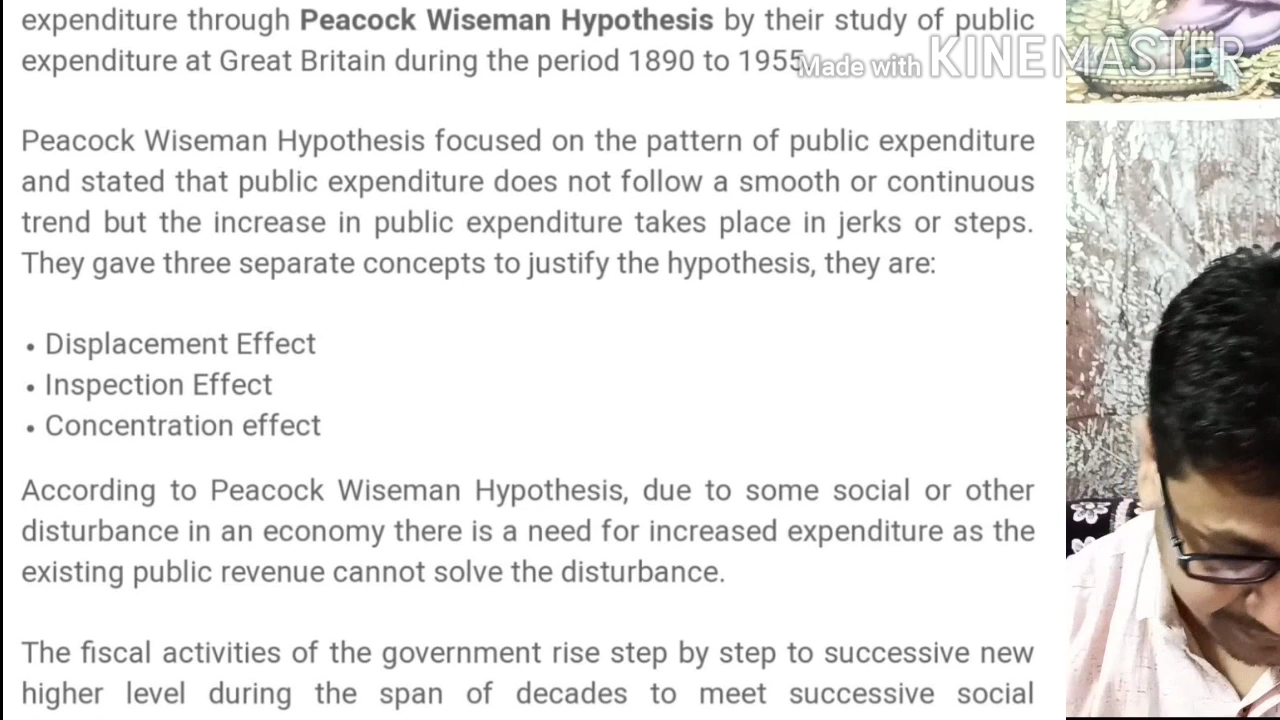 expenditure through Peacock Wiseman Hypothesis by their study of public
expenditure at Great Britain during the period 1890 to 1955
Made with KINEMASTER
Peacock Wiseman Hypothesis focused on the pattern of public expenditure
and stated that public expenditure does not follow a smooth or continuous
trend but the increase in public expenditure takes place in jerks or steps.
They gave three separate concepts to justify the hypothesis, they are:
• Displacement Effect
• Inspection Effect
• Concentration effect
According to Peacock Wiseman Hypothesis, due to some social or other
disturbance in an economy there is a need for increased expenditure as the
existing public revenue cannot solve the disturbance.
The fiscal activities of the government rise step by step to successive new
higher level during the span of decades to meet successive social